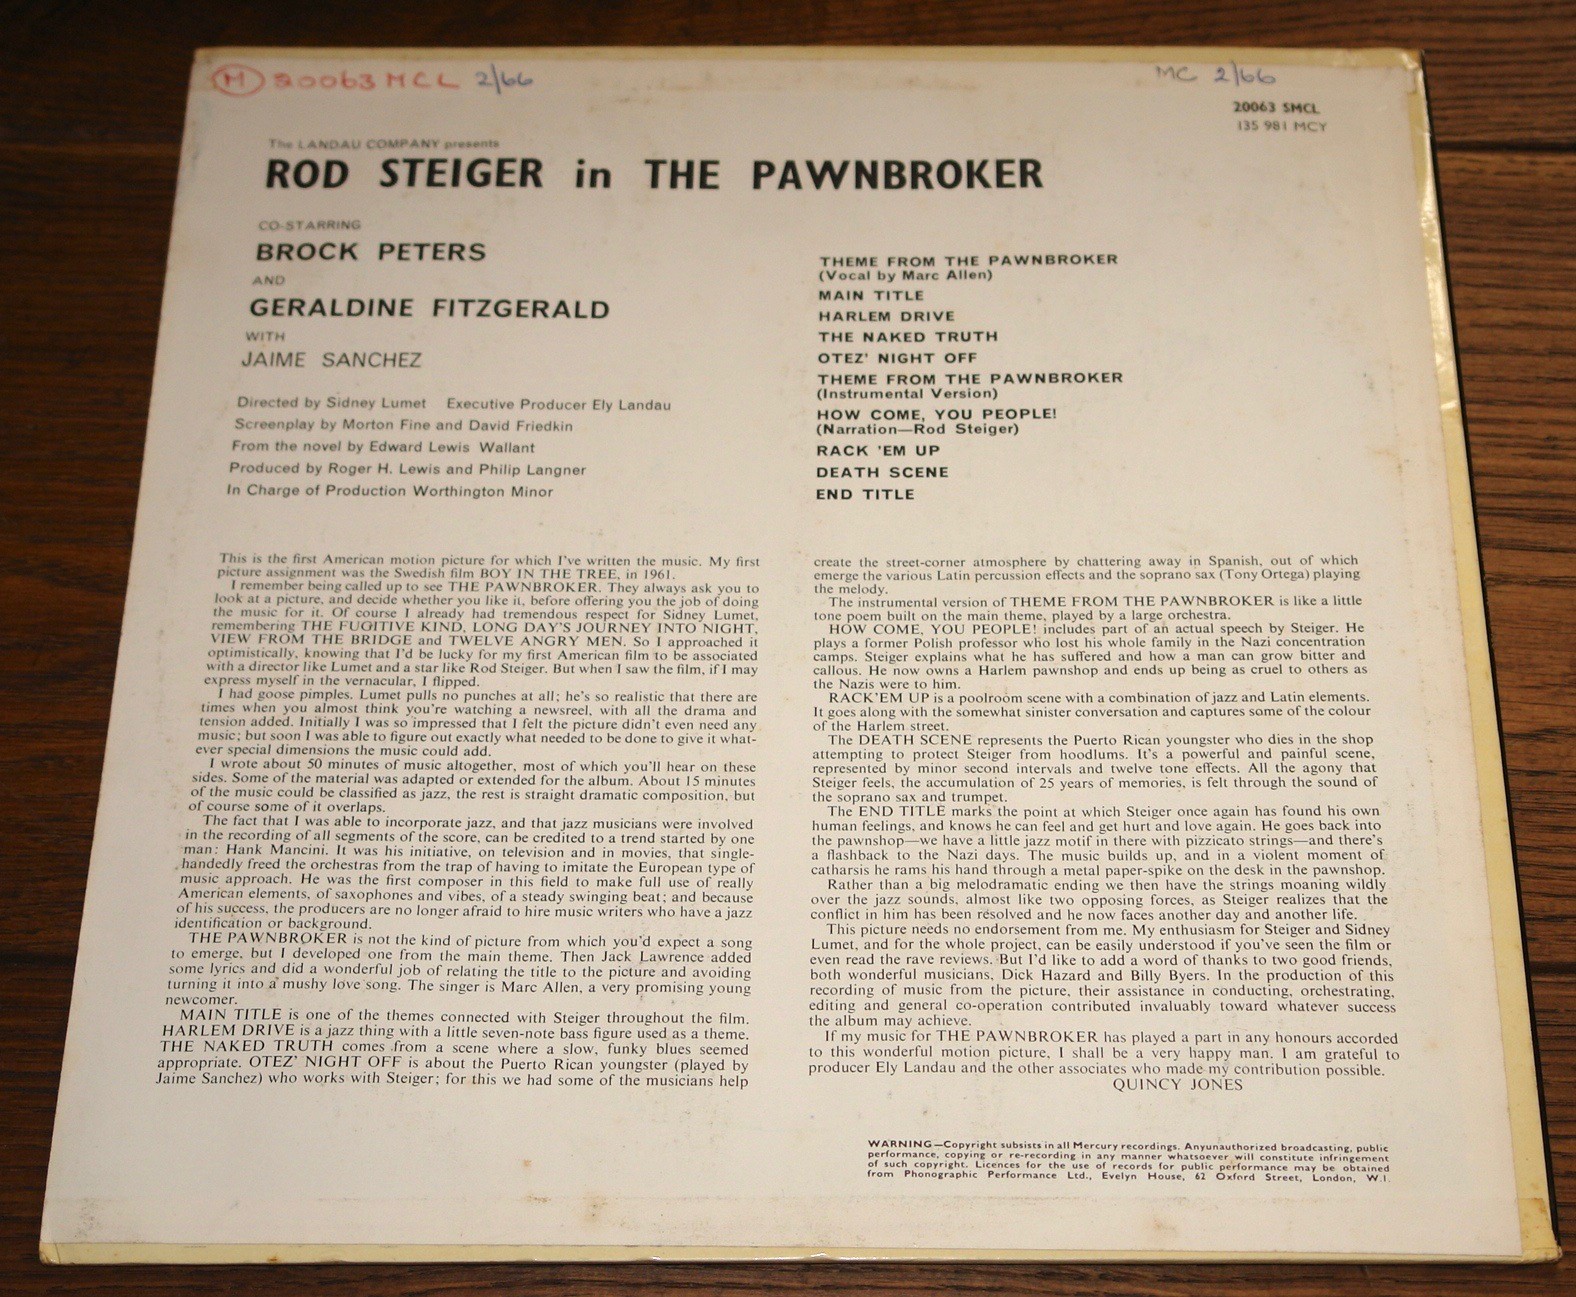 (M) 20063 MCL 2/66
MC 2/66
20063 SMCL
135 981 MCY
The LANDAU COMPANY presents
ROD STEIGER in THE PAWNBROKER
CO-STARRING
BROCK PETERS
AND
GERALDINE FITZGERALD
WITH
JAIME SANCHEZ
Directed by Sidney Lumet Executive Producer Ely Landau
Screenplay by Morton Fine and David Friedkin
From the novel by Edward Lewis Wallant
Produced by Roger H. Lewis and Philip Langner
In Charge of Production Worthington Minor
THEME FROM THE PAWNBROKER
(Vocal by Marc Allen)
MAIN TITLE
HARLEM DRIVE
THE NAKED TRUTH
OTEZ' NIGHT OFF
THEME FROM THE PAWNBROKER
(Instrumental Version)
HOW COME, YOU PEOPLE!
(Narration—Rod Steiger)
RACK 'EM UP
DEATH SCENE
END TITLE
This is the first American motion picture for which I've written the music. My first
picture assignment was the Swedish film BOY IN THE TREE, in 1961.
I remember being called up to see THE PAWNBROKER. They always ask you to
look at a picture, and decide whether you like it, before offering you the job of doing
the music for it. Of course I already had tremendous respect for Sidney Lumet,
remembering THE FUGITIVE KIND, LONG DAY'S JOURNEY INTO NIGHT,
VIEW FROM THE BRIDGE and TWELVE ANGRY MEN. So I approached it
optimistically, knowing that I'd be lucky for my first American film to be associated
with a director like Lumet and a star like Rod Steiger. But when I saw the film, if I may
express myself in the vernacular, I flipped.
I had goose pimples. Lumet pulls no punches at all; he's so realistic that there are
times when you almost think you're watching a newsreel, with all the drama and
tension added. Initially I was so impressed that I felt the picture didn't even need any
music; but soon I was able to figure out exactly what needed to be done to give it what-
ever special dimensions the music could add.
I wrote about 50 minutes of music altogether, most of which you'll hear on these
sides. Some of the material was adapted or extended for the album. About 15 minutes
of the music could be classified as jazz, the rest is straight dramatic composition, but
of course some of it overlaps.
The fact that I was able to incorporate jazz, and that jazz musicians were involved
in the recording of all segments of the score, can be credited to a trend started by one
man: Hank Mancini. It was his initiative, on television and in movies, that single-
handedly freed the orchestras from the trap of having to imitate the European type of
music approach. He was the first composer in this field to make full use of really
American elements, of saxophones and vibes, of a steady swinging beat; and because
of his success, the producers are no longer afraid to hire music writers who have a jazz
identification or background.
THE PAWNBROKER is not the kind of picture from which you'd expect a song
to emerge, but I developed one from the main theme. Then Jack Lawrence added
some lyrics and did a wonderful job of relating the title to the picture and avoiding
turning it into a mushy love song. The singer is Marc Allen, a very promising young
newcomer.
MAIN TITLE is one of the themes connected with Steiger throughout the film.
HARLEM DRIVE is a jazz thing with a little seven-note bass figure used as a theme.
THE NAKED TRUTH comes from a scene where a slow, funky blues seemed
appropriate. OTEZ' NIGHT OFF is about the Puerto Rican youngster (played by
Jaime Sanchez) who works with Steiger; for this we had some of the musicians help
create the street-corner atmosphere by chattering away in Spanish, out of which
emerge the various Latin percussion effects and the soprano sax (Tony Ortega) playing
the melody.
The instrumental version of THEME FROM THE PAWNBROKER is like a little
tone poem built on the main theme, played by a large orchestra.
HOW COME, YOU PEOPLE! includes part of an actual speech by Steiger. He
plays a former Polish professor who lost his whole family in the Nazi concentration
camps. Steiger explains what he has suffered and how a man can grow bitter and
callous. He now owns a Harlem pawnshop and ends up being as cruel to others as
the Nazis were to him.
RACK'EM UP is a poolroom scene with a combination of jazz and Latin elements.
It goes along with the somewhat sinister conversation and captures some of the colour
of the Harlem street.
The DEATH SCENE represents the Puerto Rican youngster who dies in the shop
attempting to protect Steiger from hoodlums. It's a powerful and painful scene,
represented by minor second intervals and twelve tone effects. All the agony that
Steiger feels, the accumulation of 25 years of memories, is felt through the sound of
the soprano sax and trumpet.
The END TITLE marks the point at which Steiger once again has found his own
human feelings, and knows he can feel and get hurt and love again. He goes back into
the pawnshop—we have a little jazz motif in there with pizzicato strings—and there's
a flashback to the Nazi days. The music builds up, and in a violent moment of
catharsis he rams his hand through a metal paper-spike on the desk in the pawnshop.
Rather than a big melodramatic ending we then have the strings moaning wildly
over the jazz sounds, almost like two opposing forces, as Steiger realizes that the
conflict in him has been resolved and he now faces another day and another life.
This picture needs no endorsement from me. My enthusiasm for Steiger and Sidney
Lumet, and for the whole project, can be easily understood if you've seen the film or
even read the rave reviews. But I'd like to add a word of thanks to two good friends,
both wonderful musicians, Dick Hazard and Billy Byers. In the production of this
recording of music from the picture, their assistance in conducting, orchestrating,
editing and general co-operation contributed invaluably toward whatever success
the album may achieve.
If my music for THE PAWNBROKER has played a part in any honours accorded
to this wonderful motion picture, I shall be a very happy man. I am grateful to
producer Ely Landau and the other associates who made my contribution possible.
QUINCY JONES
WARNING—Copyright subsists in all Mercury recordings. Anyunauthorized broadcasting, public
performance, copying or re-recording in any manner whatsoever will constitute infringement
of such copyright. Licences for the use of records for public performance may be obtained
from Phonographic Performance Ltd., Evelyn House, 62 Oxford Street, London, W.1.